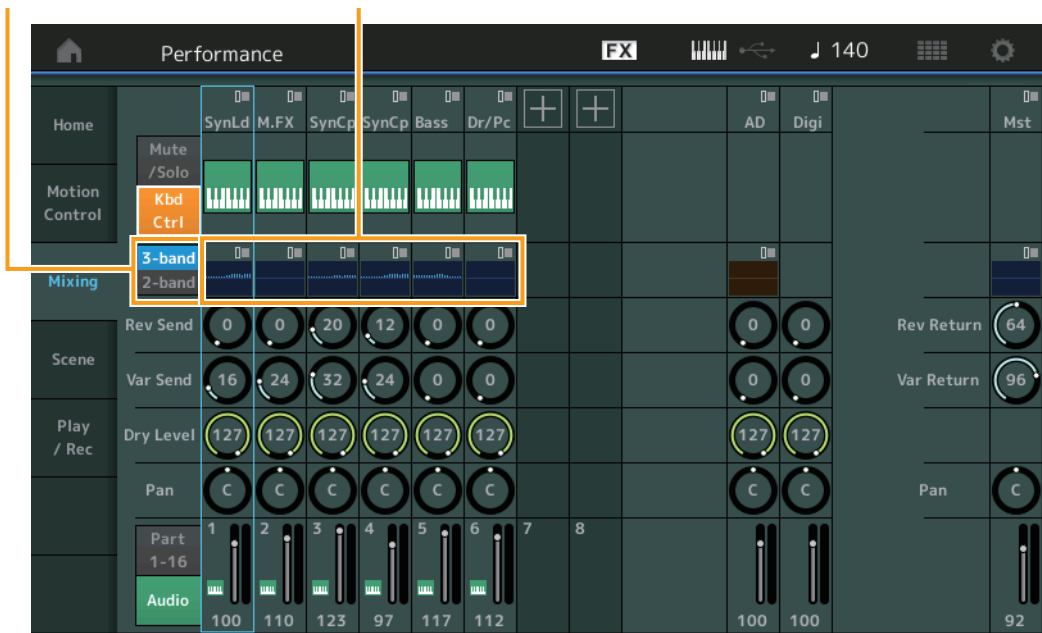 Performance FX 140
SynLd M.FX SynCp SynCp Bass Dr/Pc AD Digi Mst
Home
Mute
/Solo
Motion
Control
Kbd
Ctrl
3-band
2-band
Mixing
Rev Send 0 0 20 12 0 0 0 0 Rev Return 64
Scene
Var Send 16 24 32 24 0 0 0 0 Var Return 96
Play
/ Rec
Dry Level 127 127 127 127 127 127 127 127
Pan C C C C C C C C Pan C
1 2 3 4 5 6 7 8
Part
1-16
Audio
100 110 123 97 117 112 100 100 92